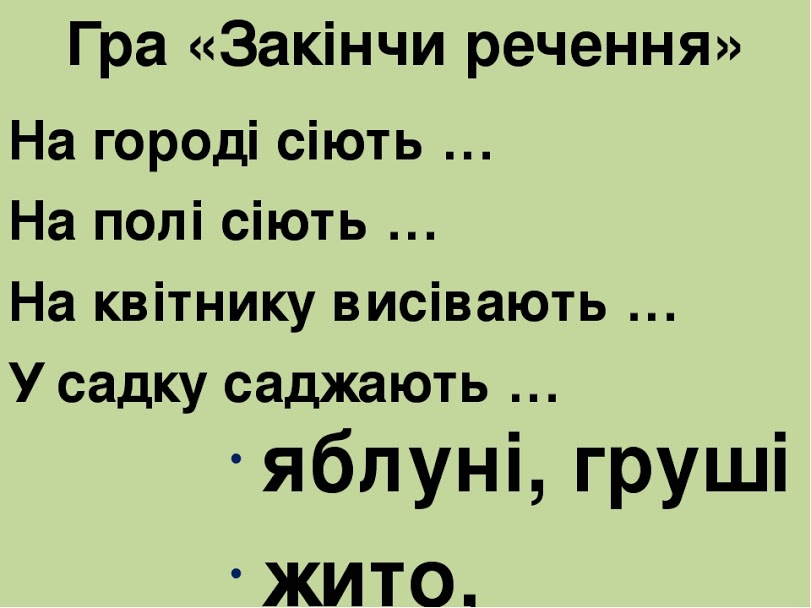 Гра «Закінчи речення»
На городі сіють …
На полі сіють …
На квітнику висівають …
У садку саджають …
• яблуні, груші
• жито,